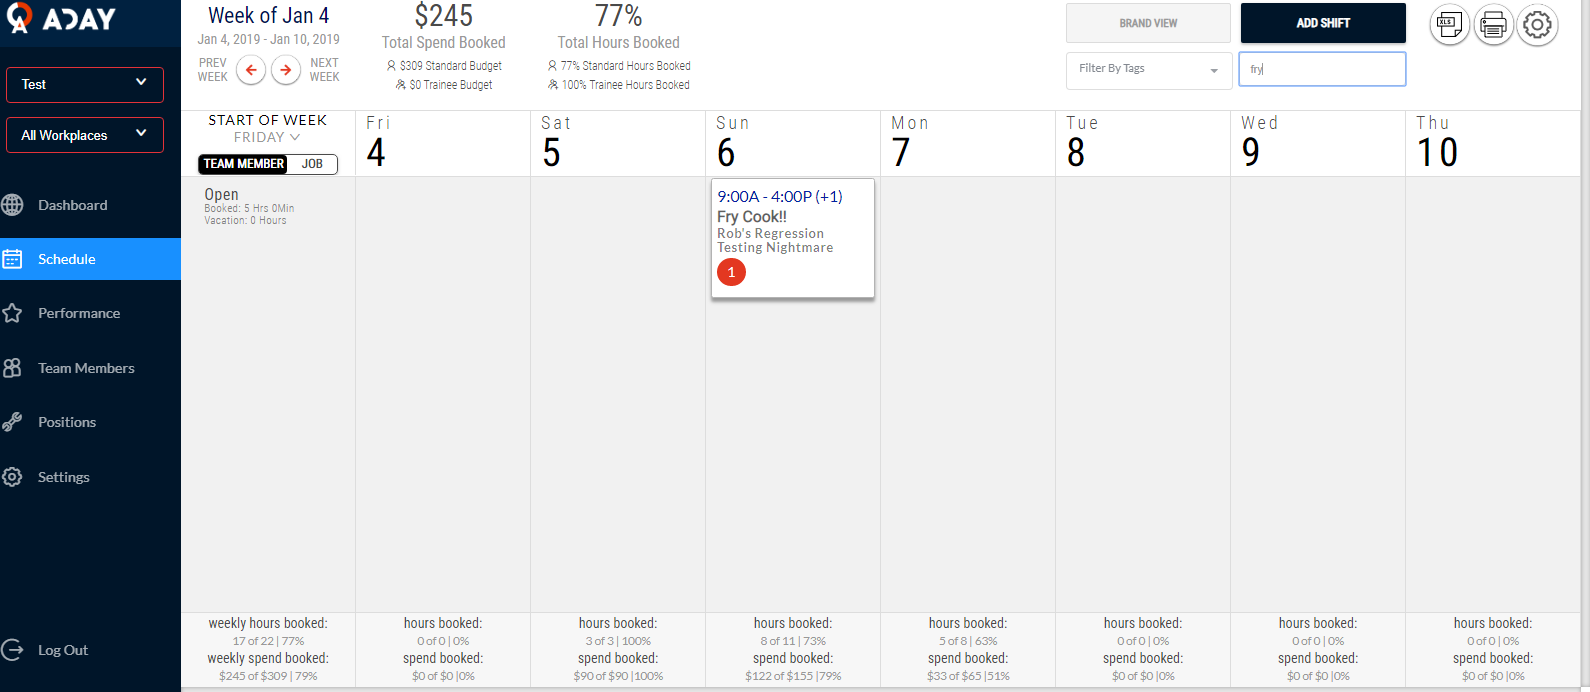 ADAY
Test
All Workplaces
Dashboard
Schedule
Performance
Team Members
Positions
Settings
Log Out
Week of Jan 4
Jan 4, 2019 - Jan 10, 2019
PREV WEEK
NEXT WEEK
$245
Total Spend Booked
$309 Standard Budget
$0 Trainee Budget
77%
Total Hours Booked
77% Standard Hours Booked
100% Trainee Hours Booked
BRAND VIEW
ADD SHIFT
Filter By Tags
fry
XLS
START OF WEEK
FRIDAY
TEAM MEMBER
JOB
Fri
4
Sat
5
Sun
6
Mon
7
Tue
8
Wed
9
Thu
10
Open
Booked: 5 Hrs 0Min
Vacation: 0 Hours
9:00A - 4:00P (+1)
Fry Cook!!
Rob's Regression
Testing Nightmare
1
weekly hours booked:
17 of 22 | 77%
weekly spend booked:
$245 of $309 | 79%
hours booked:
0 of 0 | 0%
spend booked:
$0 of $0 |0%
hours booked:
3 of 3 | 100%
spend booked:
$90 of $90 |100%
hours booked:
8 of 11 | 73%
spend booked:
$122 of $155 |79%
hours booked:
5 of 8 | 63%
spend booked:
$33 of $65 |51%
hours booked:
0 of 0 | 0%
spend booked:
$0 of $0 |0%
hours booked:
0 of 0 | 0%
spend booked:
$0 of $0 |0%
hours booked:
0 of 0 | 0%
spend booked:
$0 of $0 |0%